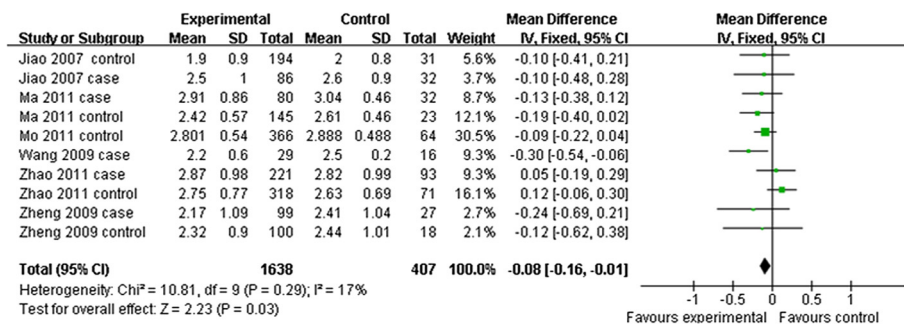 Experimental Control Mean Difference Mean Difference
Study or Subgroup Mean SD Total Mean SD Total Weight IV, Fixed, 95% CI IV, Fixed, 95% CI
Jiao 2007 control 1.9 0.9 194 2 0.8 31 5.6% -0.10 [-0.41, 0.21]
Jiao 2007 case 2.5 1 86 2.6 0.9 32 3.8% -0.10 [-0.48, 0.28]
Ma 2011 case 2.91 0.86 80 3.04 0.46 32 8.7% -0.13 [-0.38, 0.12]
Ma 2011 control 2.42 0.57 145 2.61 0.46 23 12.1% -0.19 [-0.40, 0.02]
Mo 2011 control 2.801 0.54 366 2.888 0.488 64 30.5% -0.09 [-0.22, 0.04]
Wang 2009 case 2.2 0.6 29 2.5 0.2 16 9.3% -0.30 [-0.54, -0.06]
Zhao 2011 case 2.87 0.98 221 2.82 0.99 93 9.3% 0.05 [-0.19, 0.29]
Zhao 2011 control 2.75 0.77 318 2.63 0.69 71 16.1% 0.12 [-0.06, 0.30]
Zheng 2009 case 2.17 1.09 99 2.41 1.04 27 2.7% -0.24 [-0.69, 0.21]
Zheng 2009 control 2.32 0.9 100 2.44 1.01 18 2.1% -0.12 [-0.62, 0.38]
Total (95% CI) 1638 407 100.0% -0.08 [-0.16, -0.01]
Heterogeneity: Chi² = 10.81, df = 9 (P = 0.29); I² = 17%
Test for overall effect: Z = 2.23 (P = 0.03)
-1 -0.5 0 0.5 1
Favours experimental Favours control